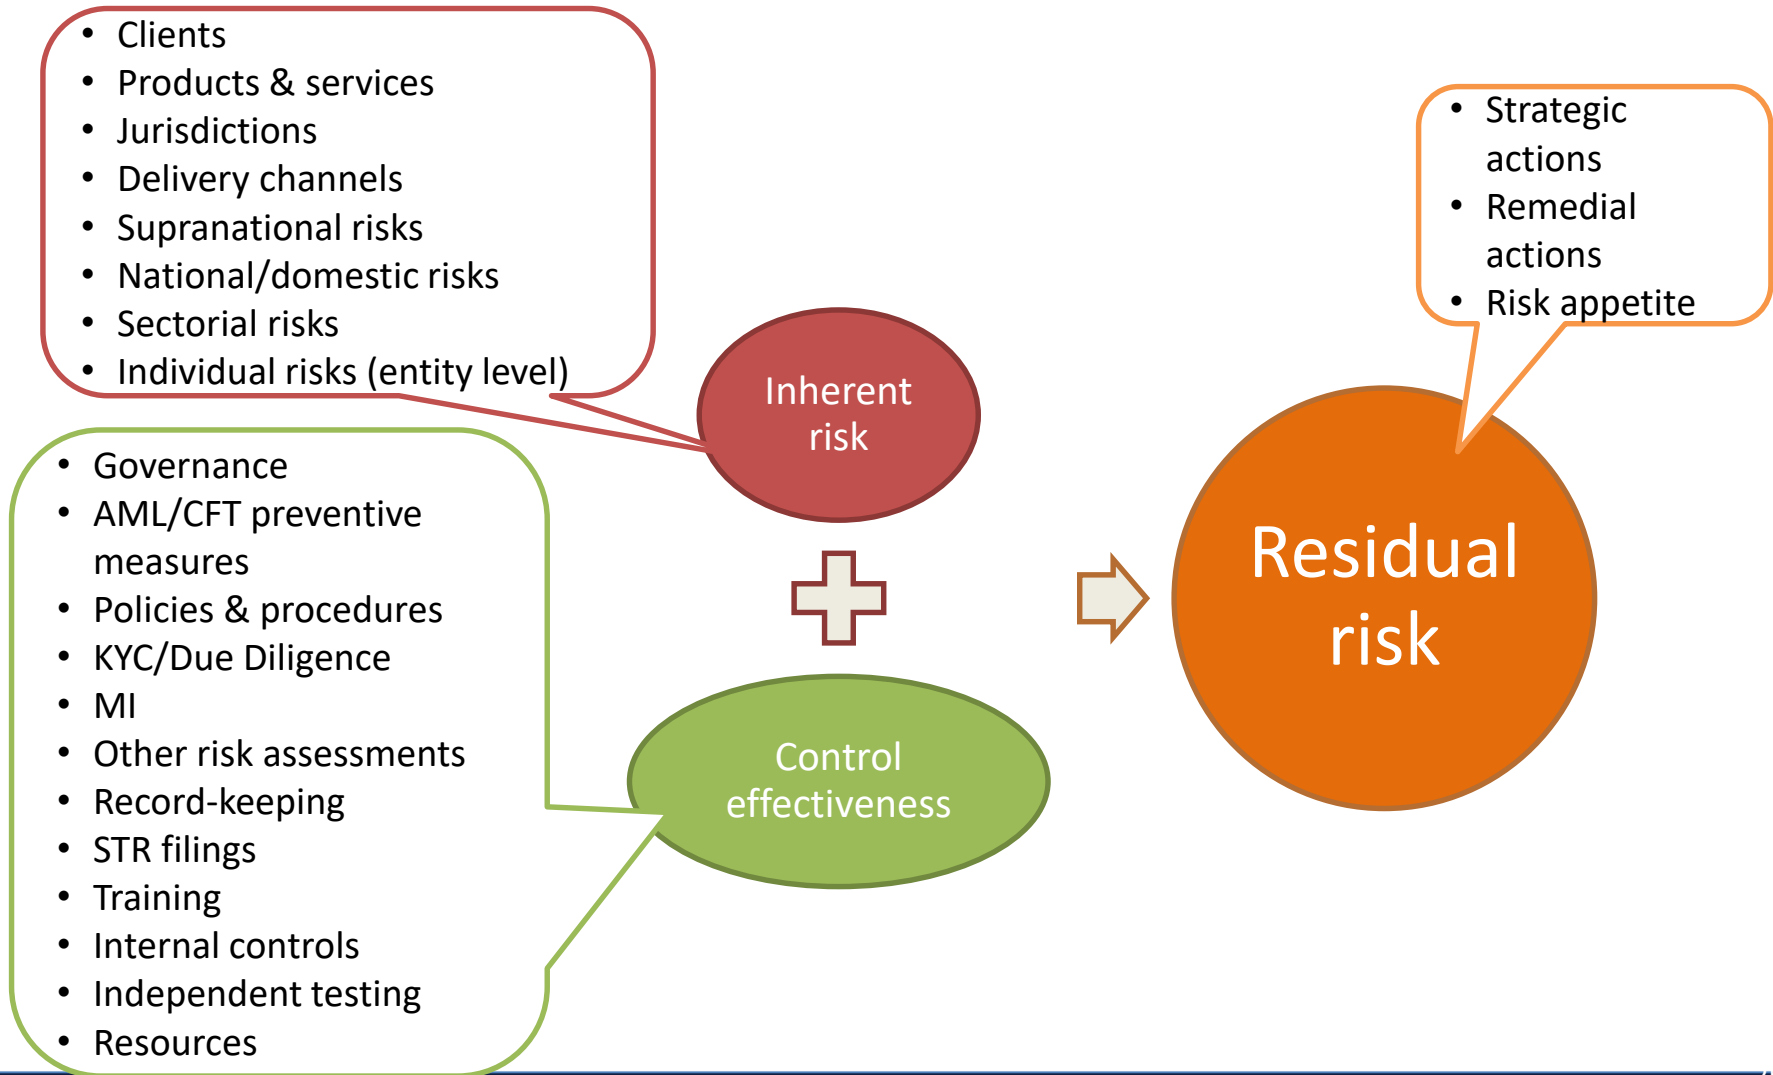 • Clients
• Products & services
• Jurisdictions
• Delivery channels
• Supranational risks
• National/domestic risks
• Sectorial risks
• Individual risks (entity level)
Inherent
risk
• Governance
• AML/CFT preventive
measures
• Policies & procedures
• KYC/Due Diligence
• MI
• Other risk assessments
• Record-keeping
• STR filings
• Training
• Internal controls
• Independent testing
• Resources
Control
effectiveness
• Strategic
actions
• Remedial
actions
• Risk appetite
Residual
risk